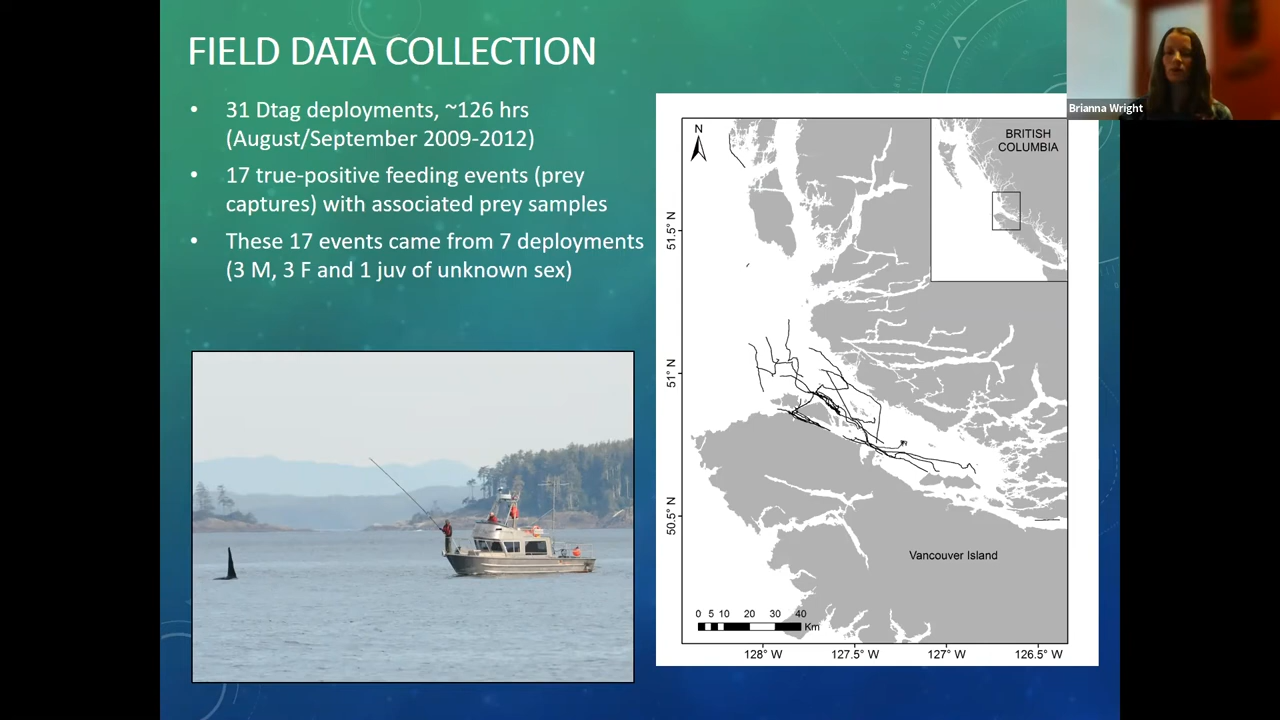 FIELD DATA COLLECTION
• 31 Dtag deployments, ~126 hrs
(August/September 2009-2012)
• 17 true-positive feeding events (prey
captures) with associated prey samples
• These 17 events came from 7 deployments
(3 M, 3 F and 1 juv of unknown sex)
Brianna Wright
N
BRITISH
COLUMBIA
51.5° N
51° N
50.5° N
Vancouver Island
0 5 10 20 30 40
Km
128° W 127.5° W 127° W 126.5° W